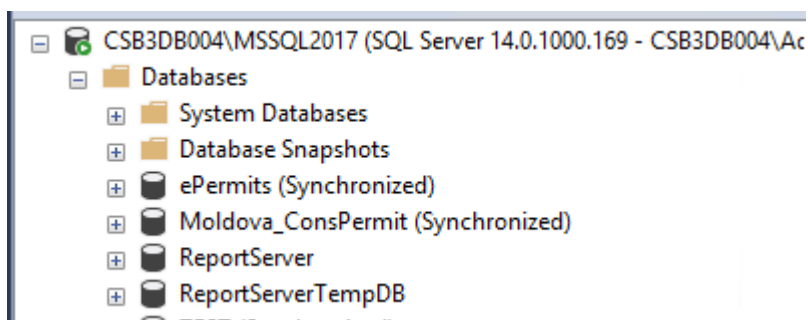 CSB3DB004\MSSQL2017 (SQL Server 14.0.1000.169 - CSB3DB004\Ad
Databases
System Databases
Database Snapshots
ePermits (Synchronized)
Moldova_ConsPermit (Synchronized)
ReportServer
ReportServerTempDB